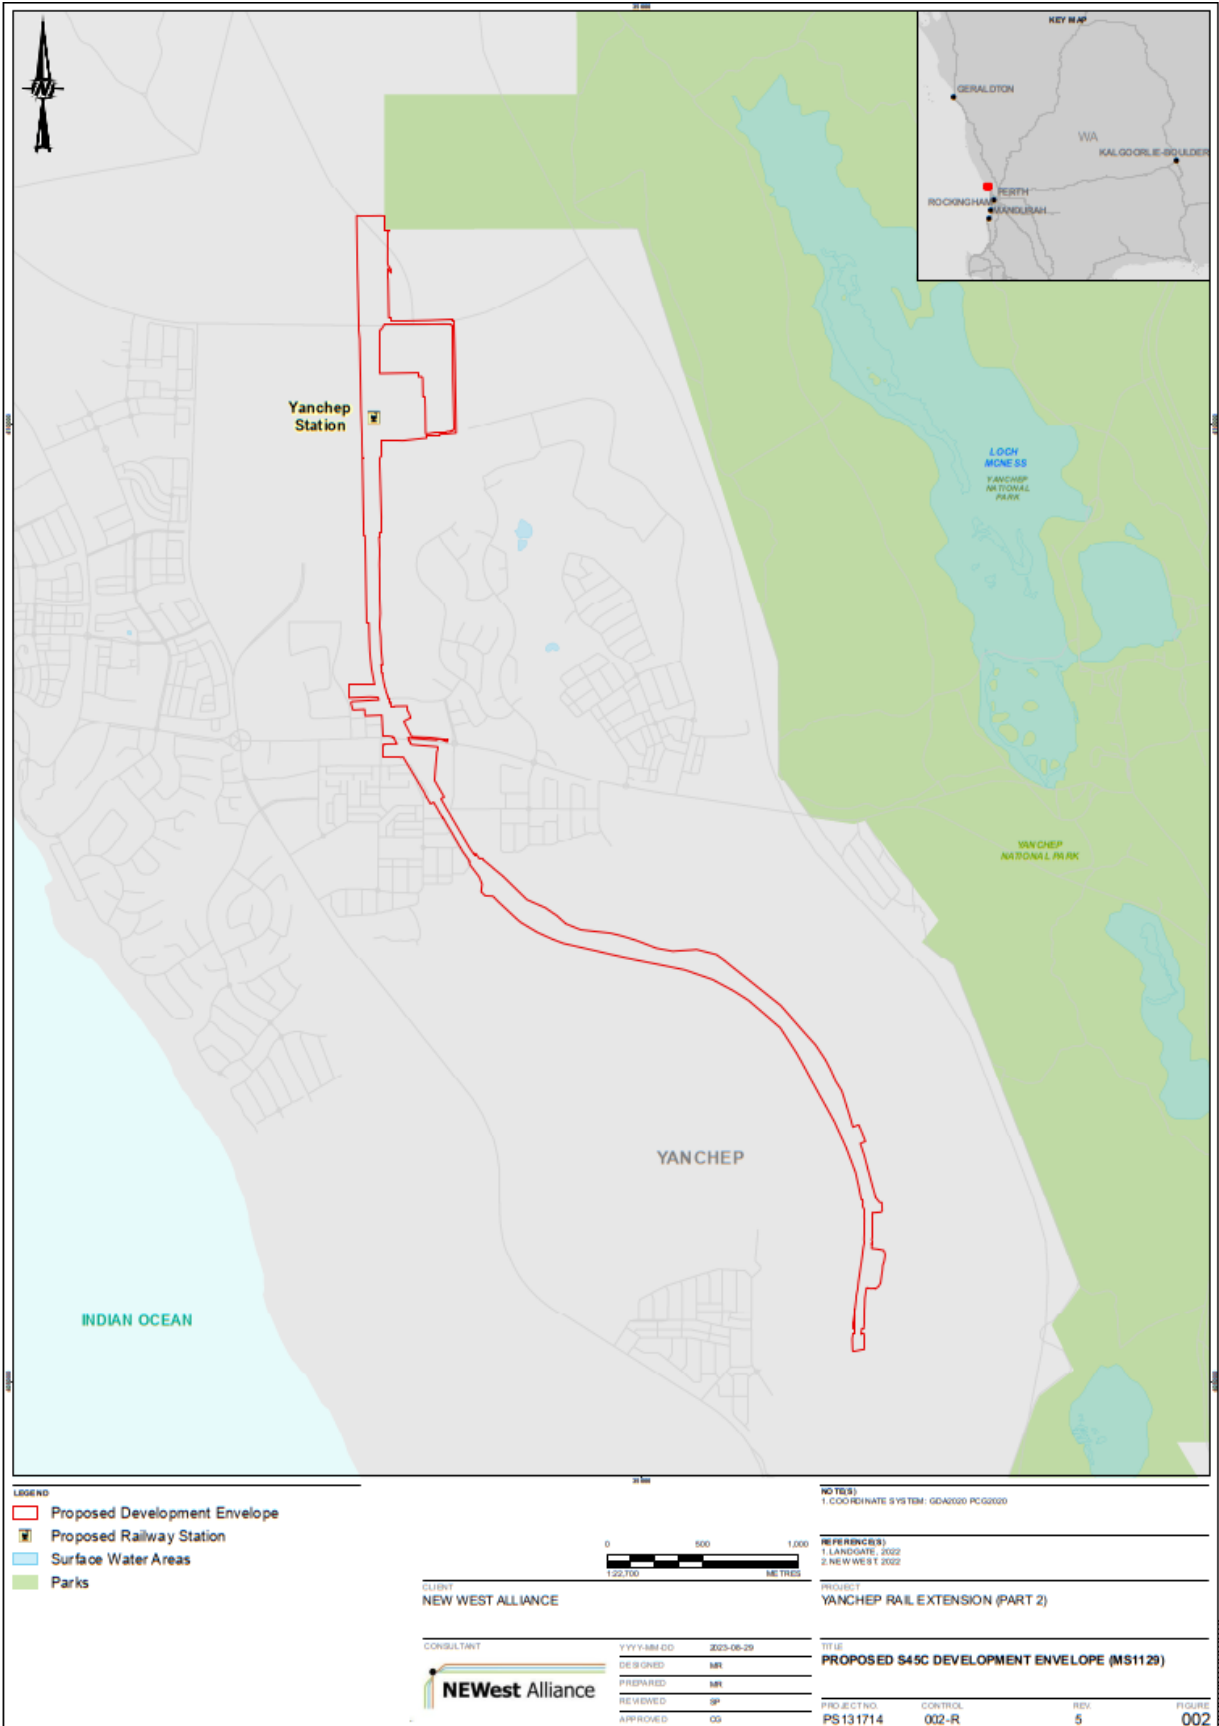 N
KEY MAP
GERALDTON
WA
KALGOORLIE-BOULDER
PERTH
ROCKINGHAM
MANDURAH
Yanchep
Station
LOCH
MCNESS
YANCHEP
NATIONAL
PARK
YANCHEP
NATIONAL PARK
YANCHEP
INDIAN OCEAN
LEGEND
Proposed Development Envelope
Proposed Railway Station
Surface Water Areas
Parks
0 500 1,000
1:22,700 METRES
NOTE(S)
1. COORDINATE SYSTEM: GDA2020 PCG2020
REFERENCE(S)
1. LANDGATE, 2022
2. NEWWEST 2022
CLIENT
NEW WEST ALLIANCE
PROJECT
YANCHEP RAIL EXTENSION (PART 2)
CONSULTANT
NEWest Alliance
YYYY-MM-DD 2023-08-29
DESIGNED MR
PREPARED MR
REVIEWED SP
APPROVED CG
TITLE
PROPOSED S45C DEVELOPMENT ENVELOPE (MS1129)
PROJECT NO. CONTROL REV. FIGURE
PS131714 002-R 5 002